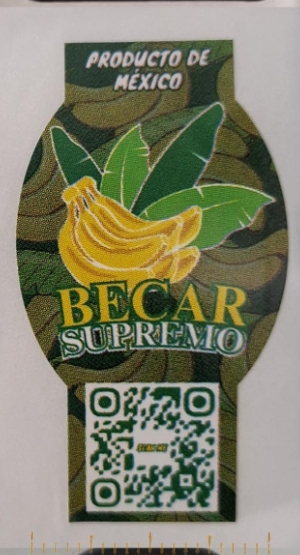 PRODUCTO DE
MÉXICO
BECAR
SUPREMO